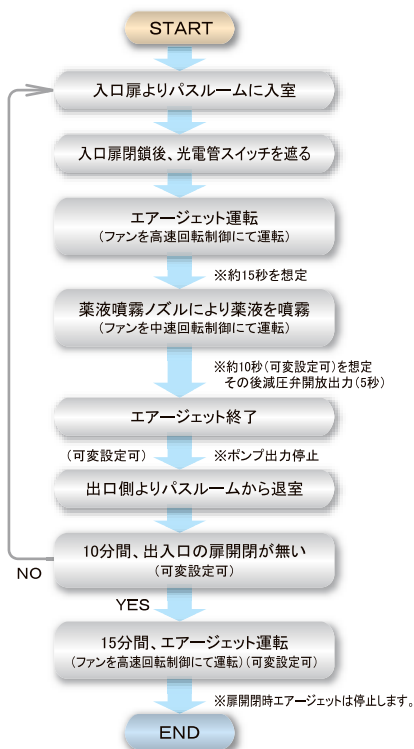 START
入口扉よりパスルームに入室
入口扉閉鎖後、光電管スイッチを遮る
エアージェット運転
(ファンを高速回転制御にて運転)
※約15秒を想定
薬液噴霧ノズルにより薬液を噴霧
(ファンを中速回転制御にて運転)
※約10秒(可変設定可)を想定
その後減圧弁開放出力(5秒)
エアージェット終了
(可変設定可)
※ポンプ出力停止
出口側よりパスルームから退室
10分間、出入口の扉開閉が無い
(可変設定可)
NO
YES
15分間、エアージェット運転
(ファンを高速回転制御にて運転)(可変設定可)
※扉開閉時エアージェットは停止します。
END